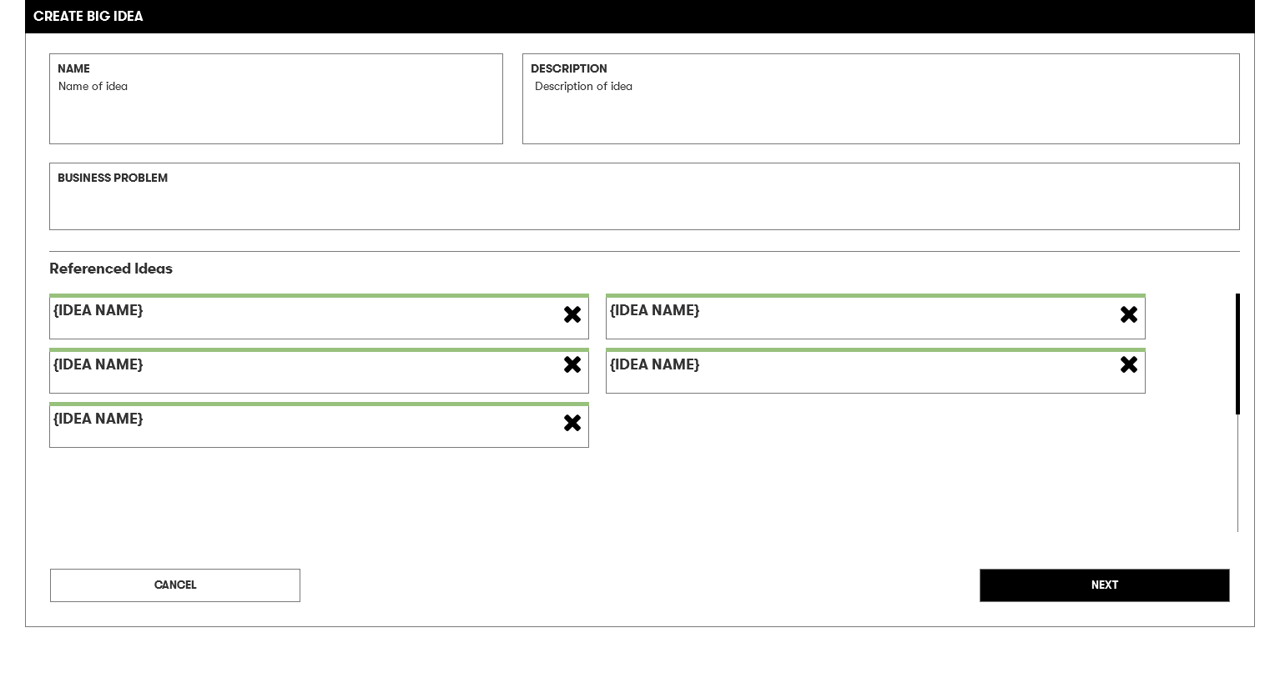 CREATE BIG IDEA
NAME
Name of idea
DESCRIPTION
Description of idea
BUSINESS PROBLEM
Referenced Ideas
{IDEA NAME}
{IDEA NAME}
{IDEA NAME}
{IDEA NAME}
{IDEA NAME}
CANCEL
NEXT